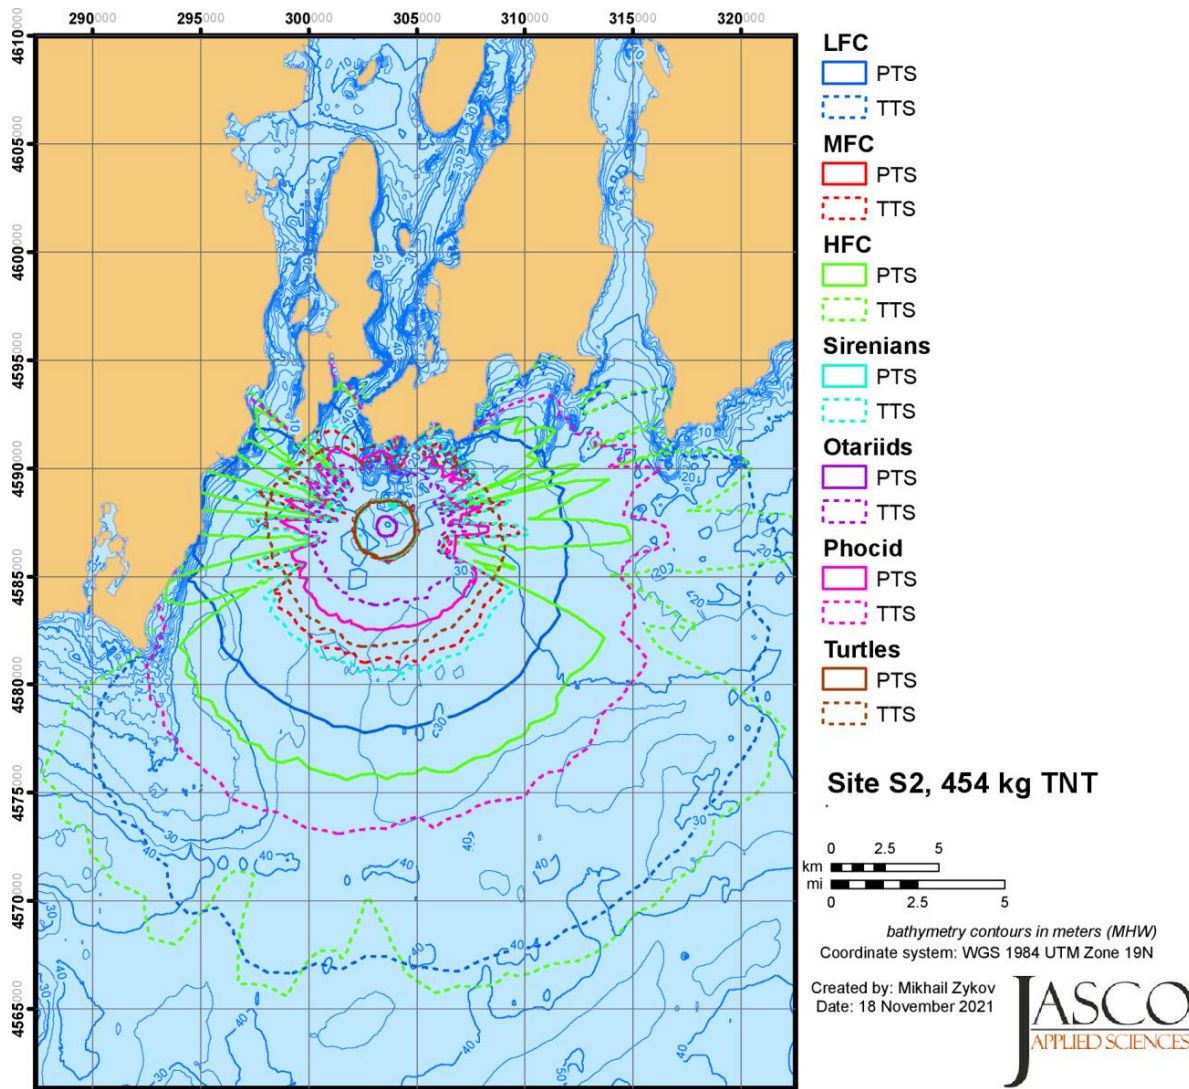 290000 295000 300000 305000 310000 315000 320000
4610000
4605000
4600000
4595000
4590000
4585000
4580000
4575000
4570000
4565000
LFC
PTS
TTS
MFC
PTS
TTS
HFC
PTS
TTS
Sirenians
PTS
TTS
Otariids
PTS
TTS
Phocid
PTS
TTS
Turtles
PTS
TTS
Site S2, 454 kg TNT
0 2.5 5
km
mi
0 2.5 5
bathymetry contours in meters (MHW)
Coordinate system: WGS 1984 UTM Zone 19N
Created by: Mikhail Zykov
Date: 18 November 2021
JASCO
APPLIED SCIENCES